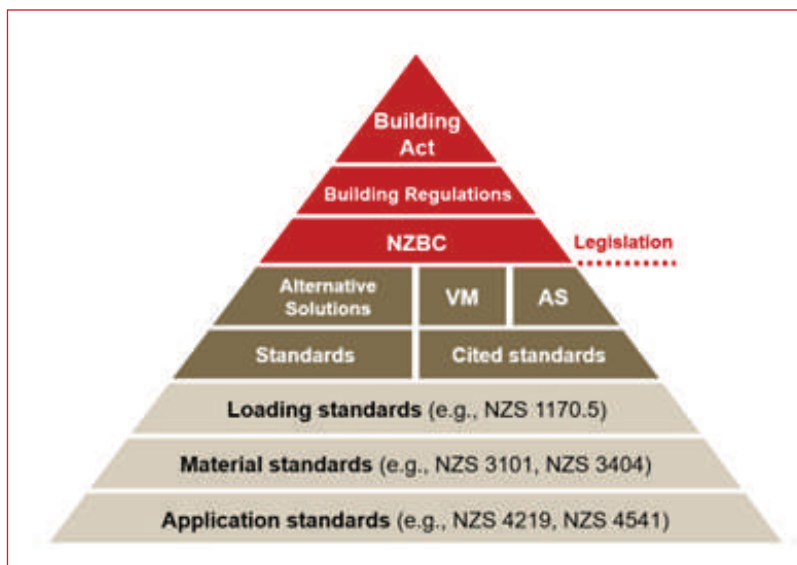 Building
Act
Building Regulations
NZBC
Legislation
Alternative
Solutions
VM
AS
Standards
Cited standards
Loading standards (e.g., NZS 1170.5)
Material standards (e.g., NZS 3101, NZS 3404)
Application standards (e.g., NZS 4219, NZS 4541)